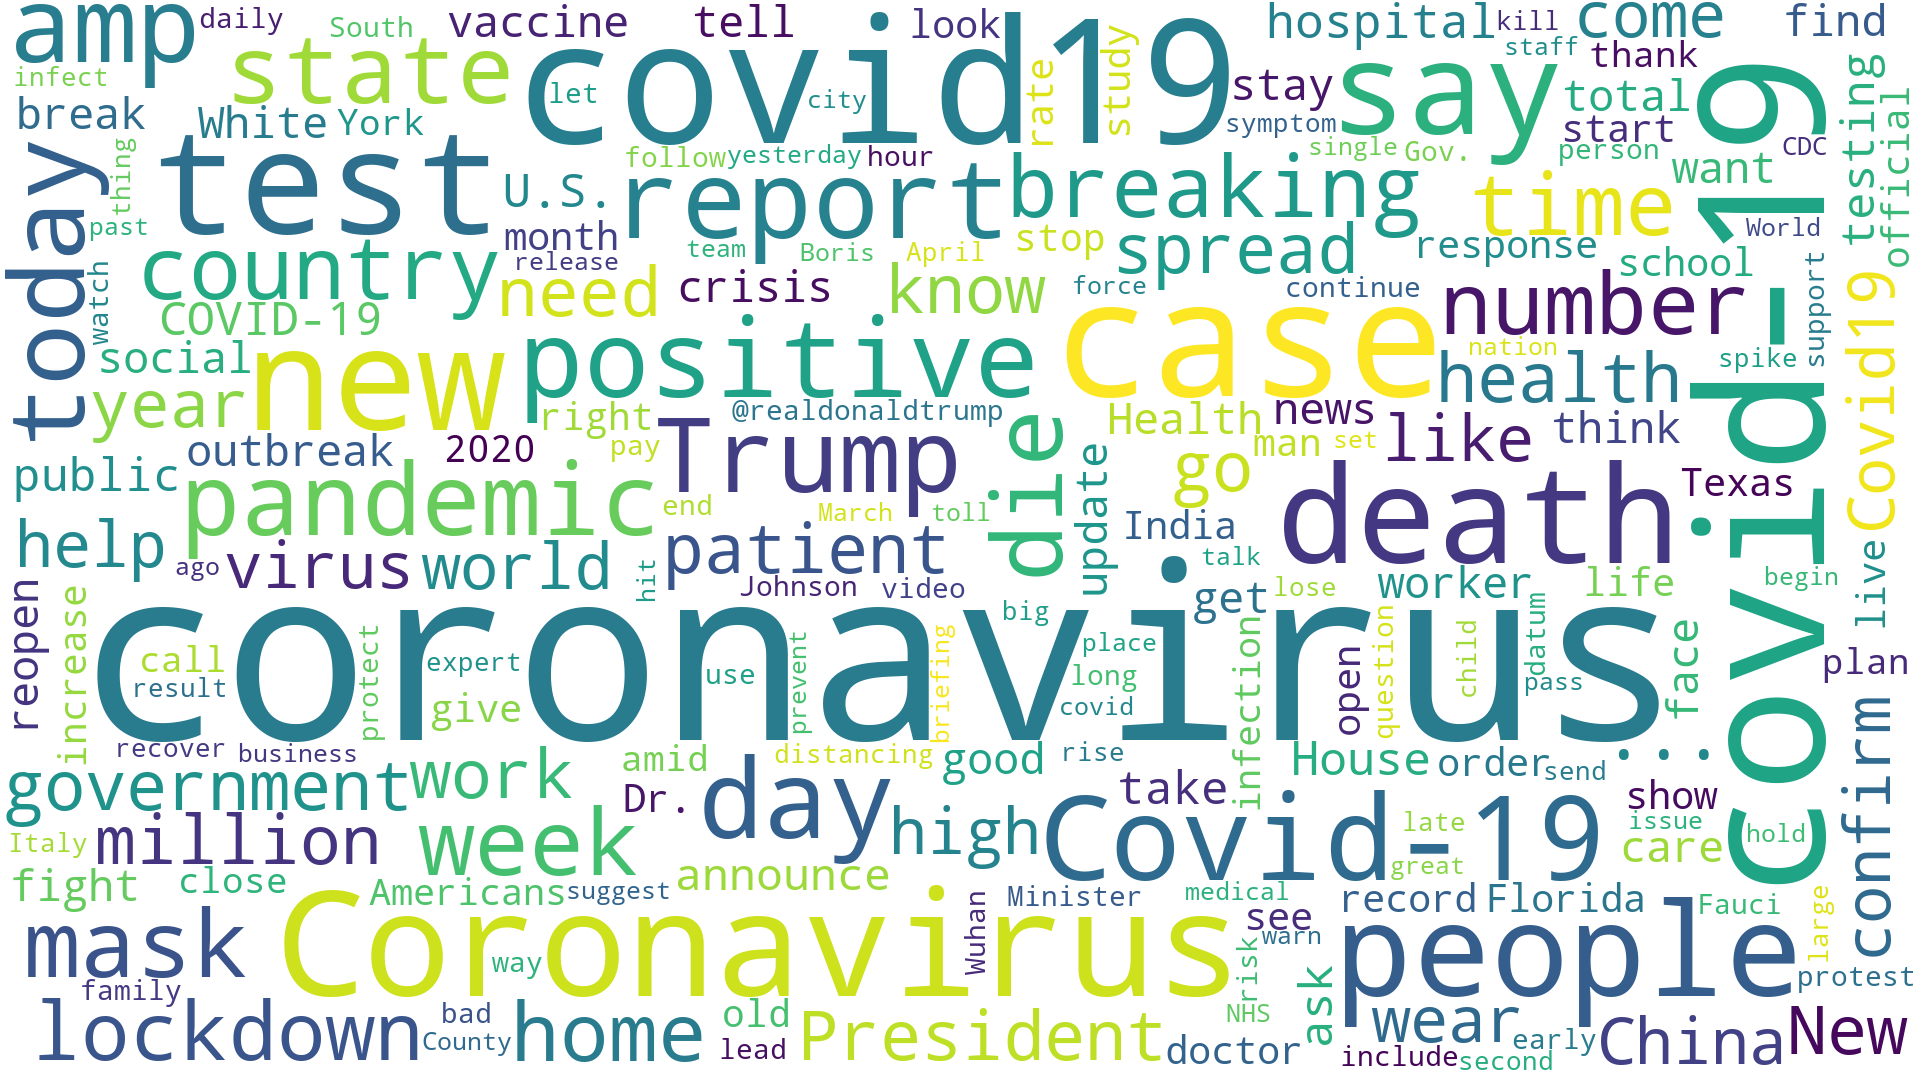 amp
daily
South
vaccine
tell
covid19
look
hospital
kill
come
find
infect
state
let
city
rate
study
stay
say
staff
thank
break
White
York
symptom
total
start
covid-19
testing
official
today
thing
test
follow
yesterday
hour
single
Gov.
person
want
CDC
past
U.S.
report
breaking
time
World
country
month
release
team
Boris
April
stop
spread
response
school
support
watch
need
crisis
know
force
continue
number
COVID-19
social
new
positive
case
nation
spike
health
Covid19
year
right
@realdonaldtrump
Health
news
man
set
like
think
outbreak
2020
pay
Trump
die
update
go
public
pandemic
end
March
toll
India
death
Texas
help
ago
virus
world
hit
patient
Johnson
video
talk
worker
life
begin
live
reopen
increase
coronavirus
big
get
lose
call
result
protect
expert
give
use
prevent
briefing
place
long
covid
infection
open
question
child
datum
pass
face
plan
recover
business
amid
distancing
good
rise
House
order
send
...
confirm
government
work
Dr.
day
take
show
issue
Italy
million
week
high
Covid-19
late
great
care
hold
fight
close
Americans
suggest
announce
Wuhan
Minister
medical
see
record
Florida
Fauci
large
mask
Coronavirus
way
warn
risk
people
protest
family
lockdown
bad
County
home
old
lead
President
doctor
NHS
ask
wear
include
early
second
China
New